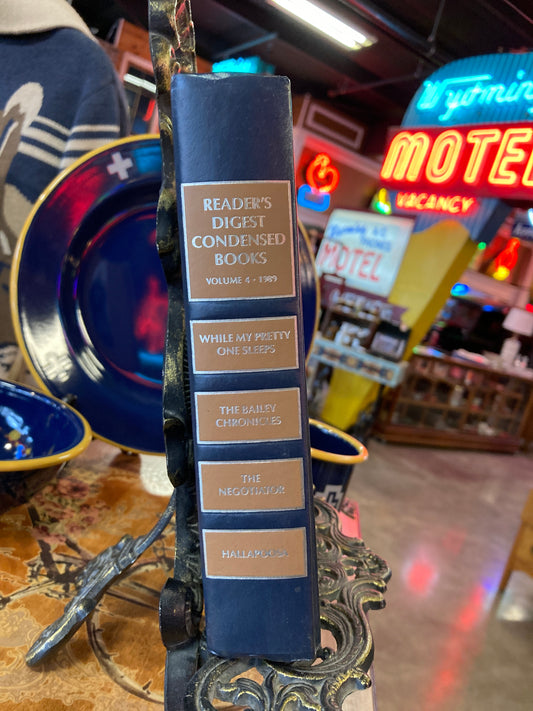 READER'S
DIGEST
CONDENSED
BOOKS
VOLUME 4 • 1989
WHILE MY PRETTY
ONE SLEEPS
THE BAILEY
CHRONICLES
THE
NEGOTIATOR
Wyoming
MOTEL
VACANCY
MOTEL